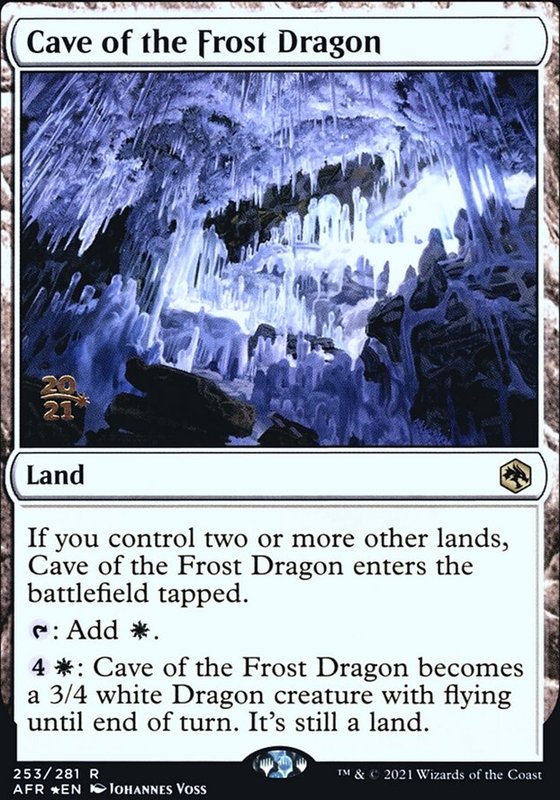 Cave of the Frost Dragon
20
21
Land
If you control two or more other lands,
Cave of the Frost Dragon enters the
battlefield tapped.
: Add .
4 : Cave of the Frost Dragon becomes
a 3/4 white Dragon creature with flying
until end of turn. It's still a land.
253/281 R
AFR ★EN Johannes Voss
™ & © 2021 Wizards of the Coast